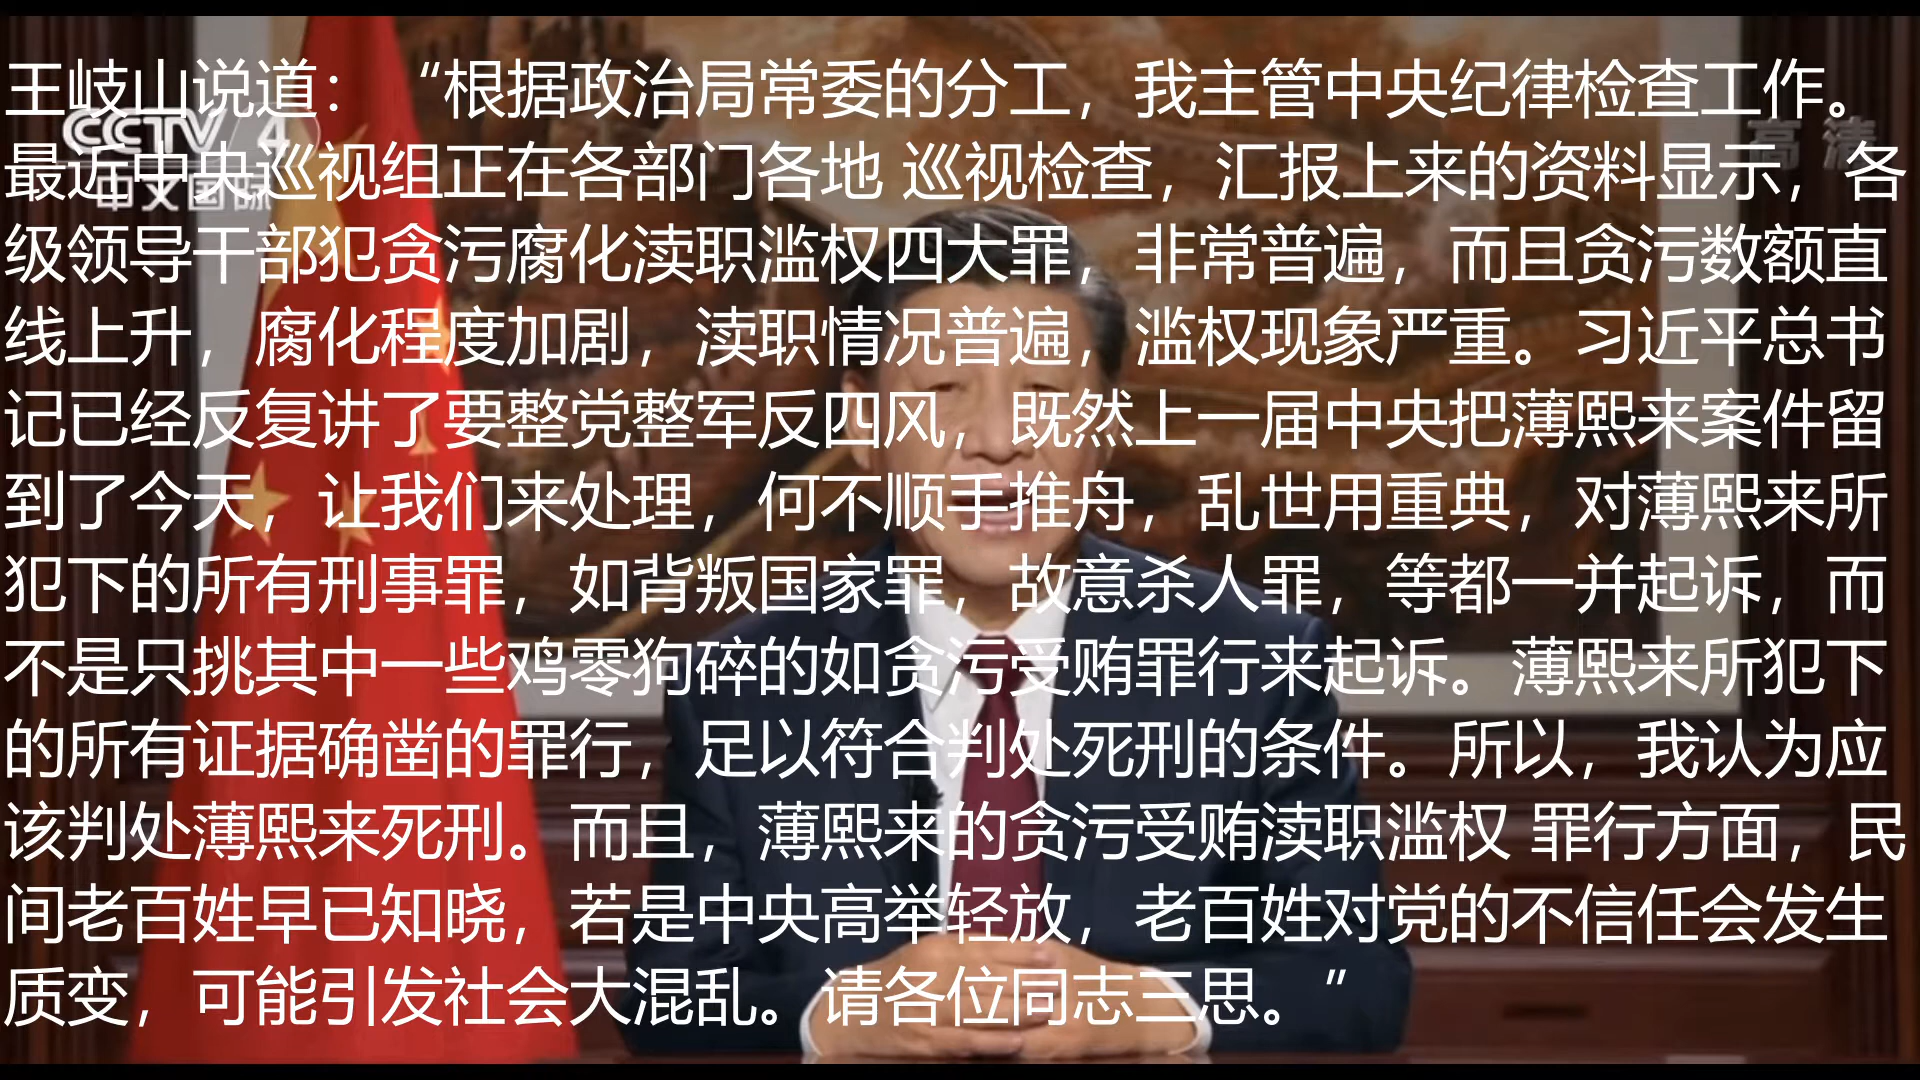 王岐山说道：“根据政治局常委的分工，我主管中央纪律检查工作。
最近中央巡视组正在各部门各地 巡视检查，汇报上来的资料显示，各
级领导干部犯贪污腐化渎职滥权四大罪，非常普遍，而且贪污数额直
线上升，腐化程度加剧，渎职情况普遍，滥权现象严重。习近平总书
记已经反复讲了要整党整军反四风，既然上一届中央把薄熙来案件留
到了今天，让我们来处理，何不顺手推舟，乱世用重典，对薄熙来所
犯下的所有刑事罪，如背叛国家罪，故意杀人罪，等都一并起诉，而
不是只挑其中一些鸡零狗碎的如贪污受贿罪行来起诉。薄熙来所犯下
的所有证据确凿的罪行，足以符合判处死刑的条件。所以，我认为应
该判处薄熙来死刑。而且，薄熙来的贪污受贿渎职滥权 罪行方面，民
间老百姓早已知晓，若是中央高举轻放，老百姓对党的不信任会发生
质变，可能引发社会大混乱。请各位同志三思。”
CCTV 4
中文国际
高清